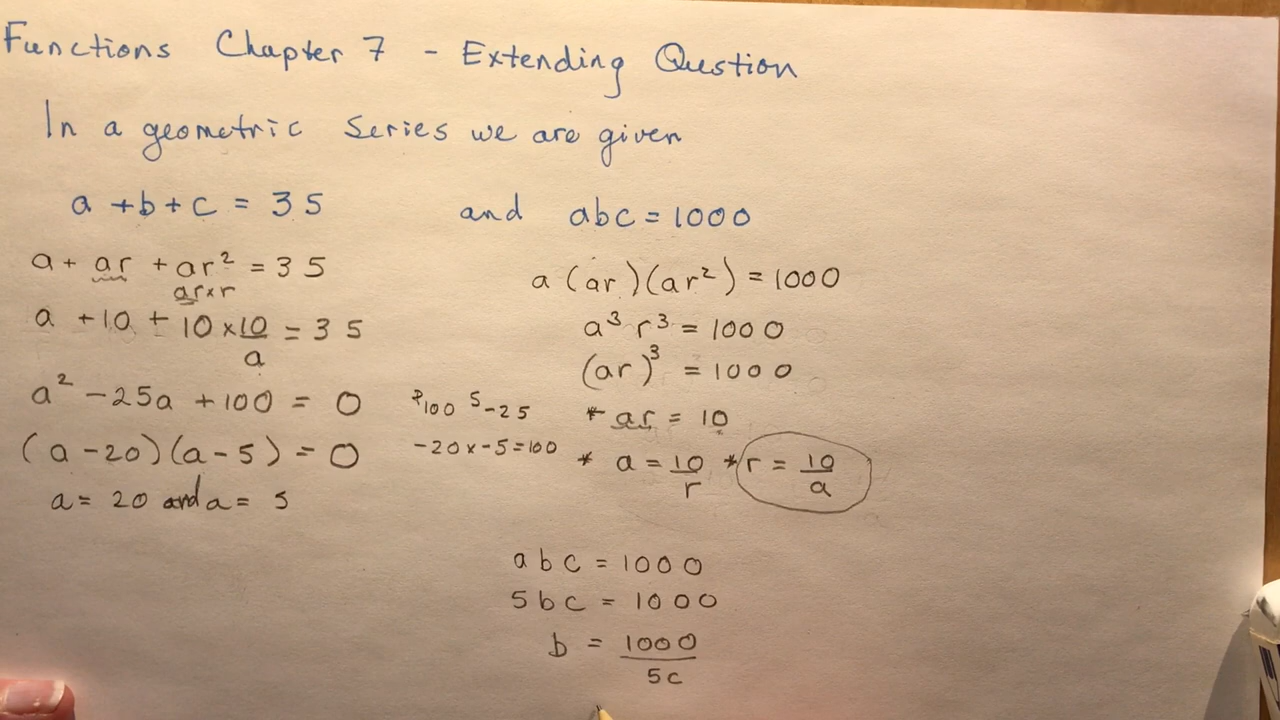 Functions Chapter 7 - Extending Question
In a geometric Series we are given
a + b + c = 35 and abc = 1000
a + ar + ar² = 35
ar×r
a + 10 + 10 × 10/a = 35
a² - 25a + 100 = 0
(a - 20)(a - 5) = 0
a = 20 and a = 5
P100 S-25
-20 x -5 = 100
a (ar)(ar²) = 1000
a³ r³ = 1000
(ar)³ = 1000
* ar = 10
* a = 10/r * r = 10/a
abc = 1000
5bc = 1000
b = 1000/5c